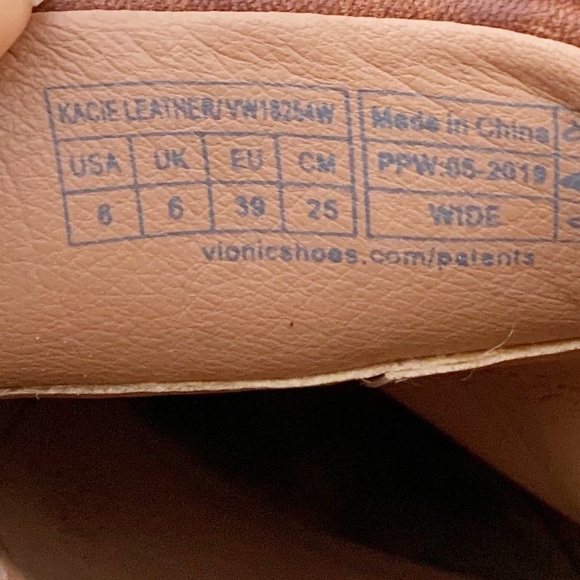 KACIE LEATHER/VW18254W
USA UK EU CM
8 6 39 25
Made in China
PPW:05-2019
WIDE
vionicshoes.com/patents